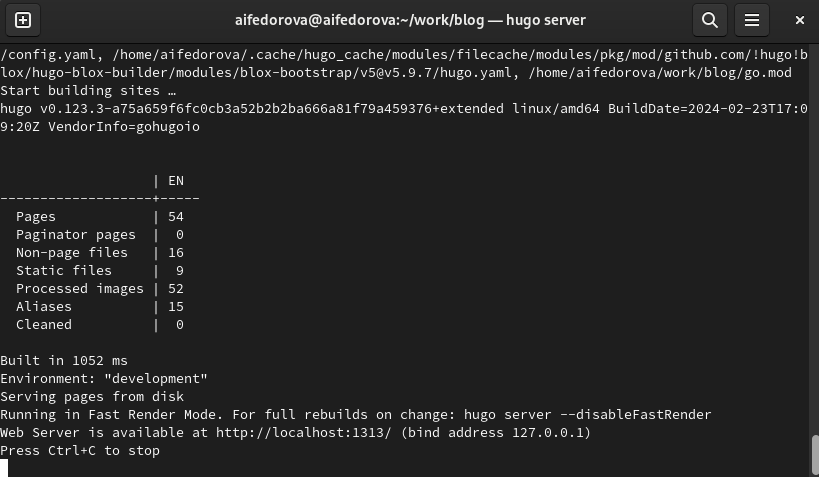 aifedorova@aifedorova:~/work/blog — hugo server
/config.yaml, /home/aifedorova/.cache/hugo_cache/modules/filecache/modules/pkg/mod/github.com/!hugo!b
lox/hugo-blox-builder/modules/blox-bootstrap/v5@v5.9.7/hugo.yaml, /home/aifedorova/work/blog/go.mod
Start building sites …
hugo v0.123.3-a75a659f6fc0cb3a52b2b2ba666a81f79a459376+extended linux/amd64 BuildDate=2024-02-23T17:0
9:20Z VendorInfo=gohugoio
                   | EN
-------------------+-----
  Pages            | 54
  Paginator pages  |  0
  Non-page files   | 16
  Static files     |  9
  Processed images | 52
  Aliases          | 15
  Cleaned          |  0
Built in 1052 ms
Environment: "development"
Serving pages from disk
Running in Fast Render Mode. For full rebuilds on change: hugo server --disableFastRender
Web Server is available at http://localhost:1313/ (bind address 127.0.0.1)
Press Ctrl+C to stop